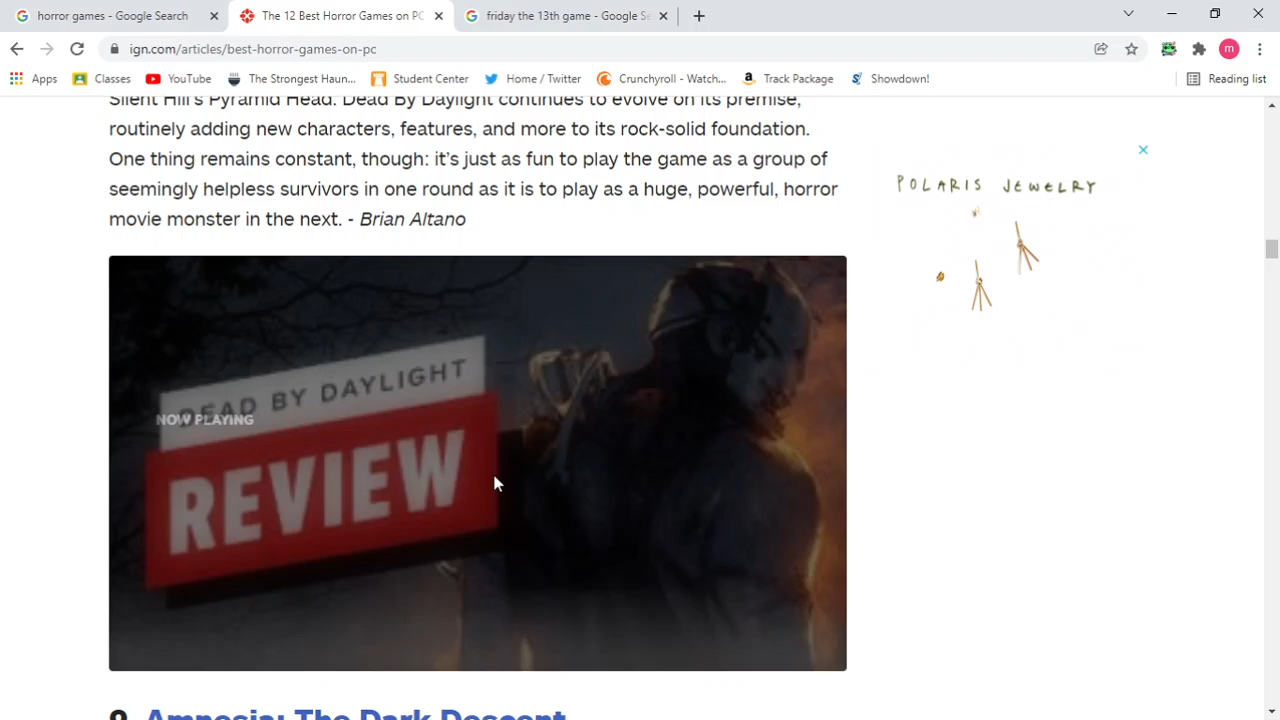 horror games - Google Search
The 12 Best Horror Games on PC
friday the 13th game - Google Se
ign.com/articles/best-horror-games-on-pc
m
Apps
Classes
YouTube
The Strongest Haun...
Student Center
Home / Twitter
Crunchyroll - Watch...
Track Package
Showdown!
Reading list
Silent Hill's Pyramid Head. Dead By Daylight continues to evolve on its premise,
routinely adding new characters, features, and more to its rock-solid foundation.
One thing remains constant, though: it's just as fun to play the game as a group of
seemingly helpless survivors in one round as it is to play as a huge, powerful, horror
movie monster in the next. - Brian Altano
POLARIS JEWELRY
DEAD BY DAYLIGHT
NOW PLAYING
REVIEW
9. Amnesia: The Dark Descent